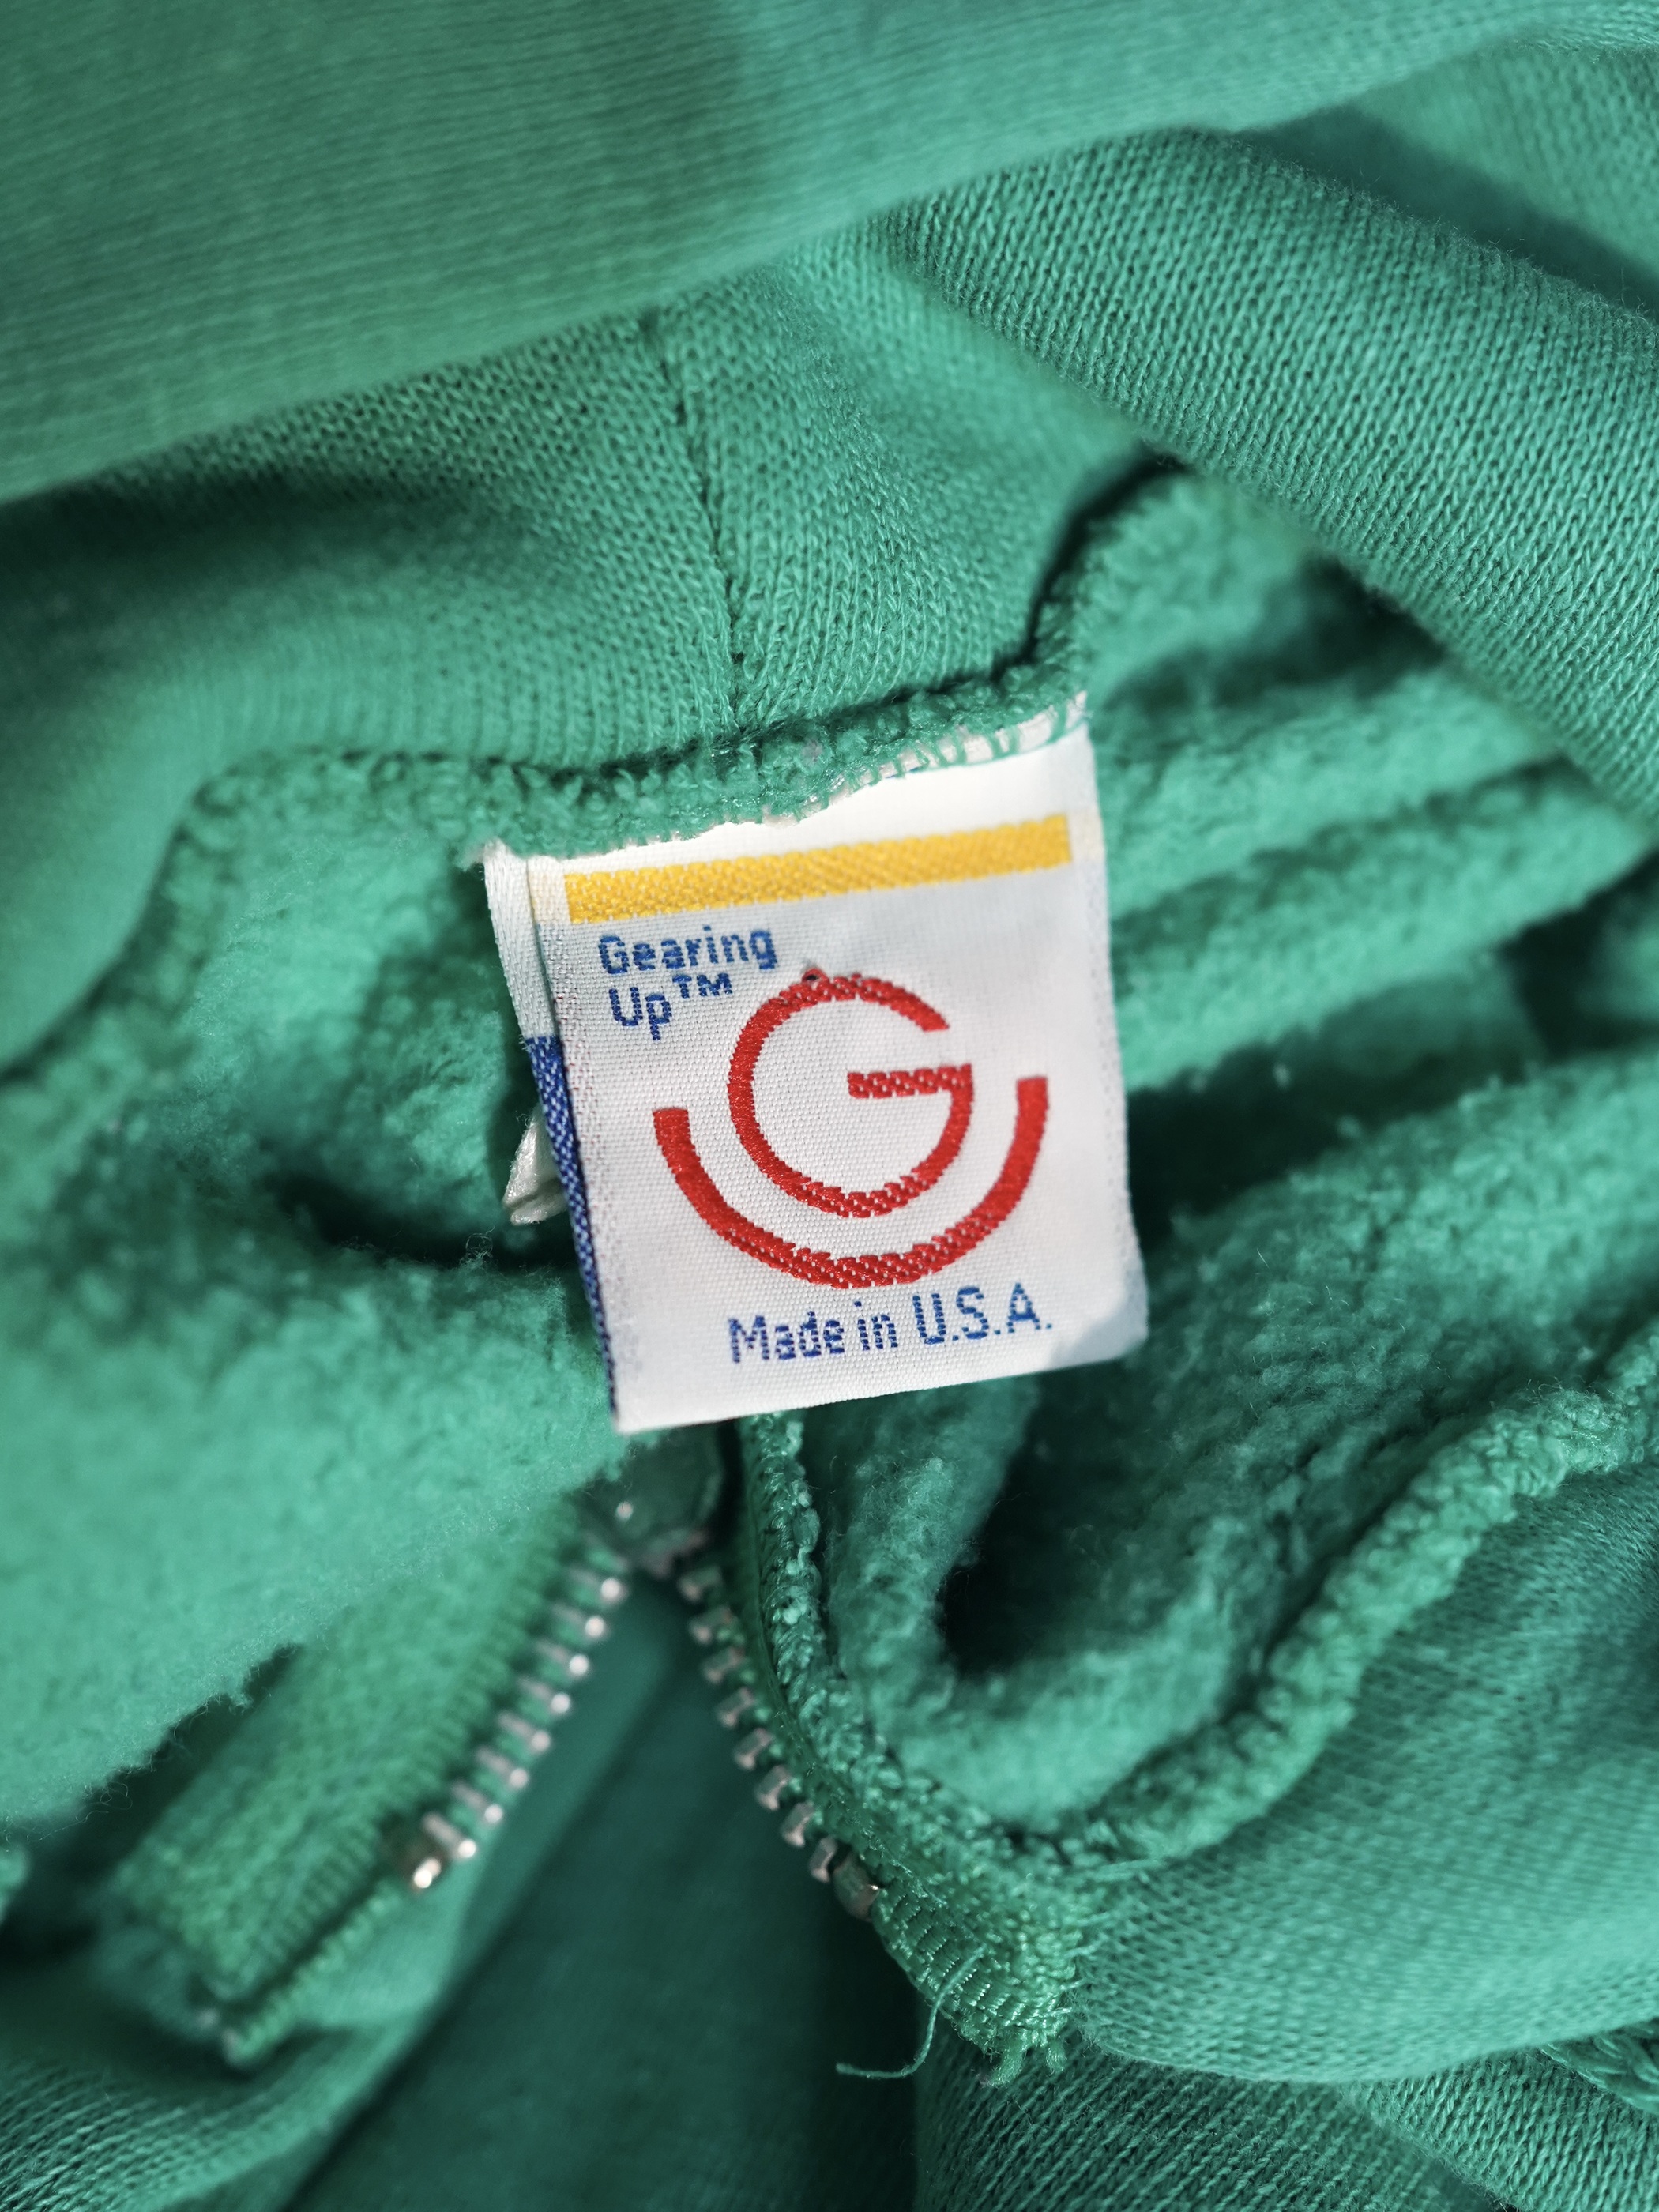 Gearing
Up™
G
Made in U.S.A.